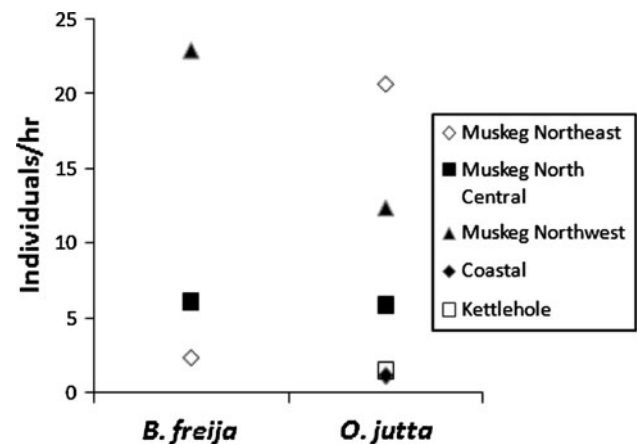 Individuals/hr
25
20
15
10
5
0
B. freija
O. jutta
Muskeg Northeast
Muskeg North
Central
Muskeg Northwest
Coastal
Kettlehole